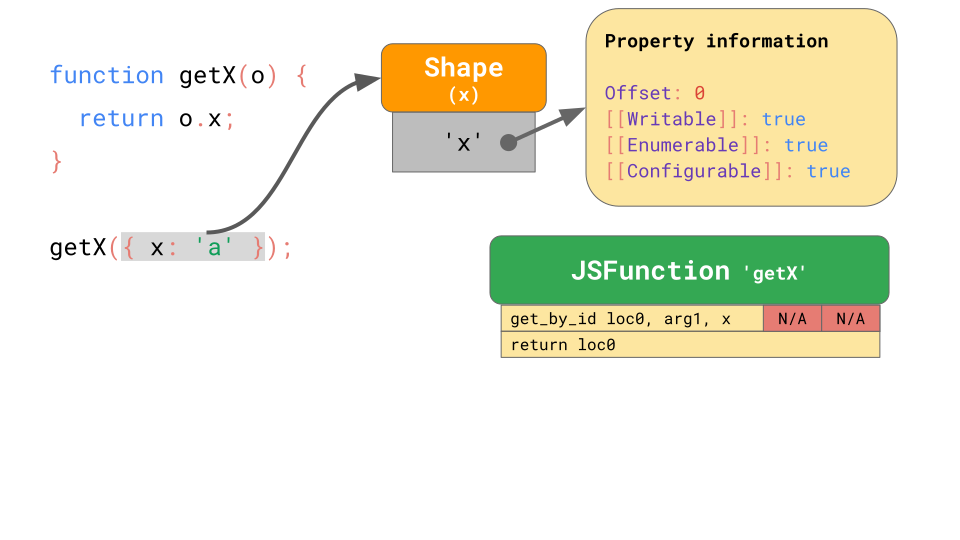 function getX(o) {
  return o.x;
}
getX({ x: 'a' });
Shape
(x)
'x'
Property information
Offset: 0
[[Writable]]: true
[[Enumerable]]: true
[[Configurable]]: true
JSFunction 'getX'
get_by_id loc0, arg1, x N/A N/A
return loc0